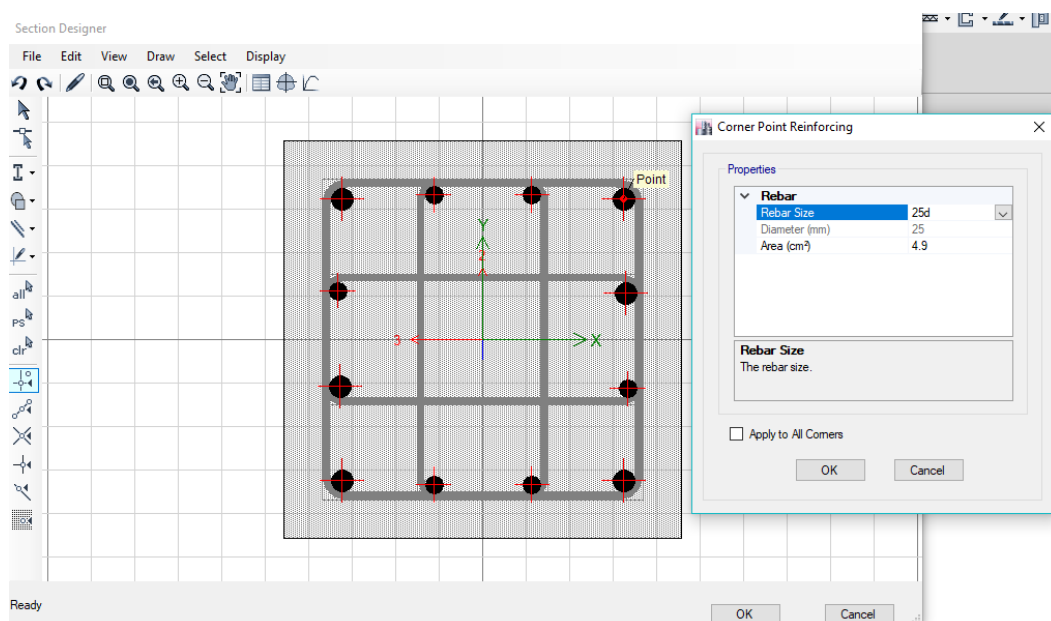 Section Designer
File Edit View Draw Select Display
all
PS
clr
Point
Y
2
3
X
Ready
OK Cancel
Corner Point Reinforcing
Properties
Rebar
Rebar Size 25d
Diameter (mm) 25
Area (cm²) 4.9
Rebar Size
The rebar size.
Apply to All Corners
OK Cancel